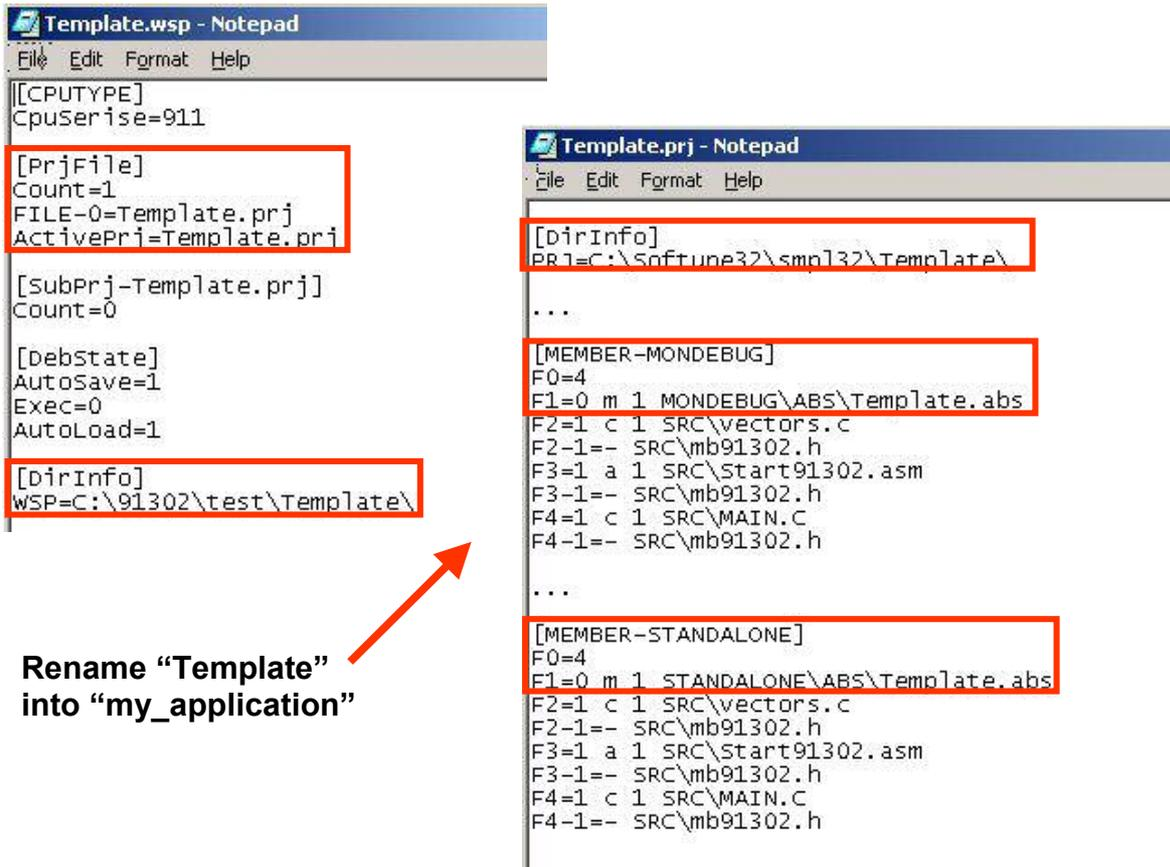 Template.wsp - Notepad
File Edit Format Help
[CPUTYPE]
CpuSerise=911
[PrjFile]
Count=1
FILE-0=Template.prj
ActivePrj=Template.prj
[SubPrj-Template.prj]
Count=0
[DebState]
AutoSave=1
Exec=0
AutoLoad=1
[DirInfo]
WSP=C:\91302\test\Template\
Rename “Template”
into “my_application”
Template.prj - Notepad
File Edit Format Help
[DirInfo]
PRJ=C:\Softune32\smpl32\Template\
...
[MEMBER-MONDEBUG]
F0=4
F1=0 m 1 MONDEBUG\ABS\Template.abs
F2=1 c 1 SRC\vectors.c
F2-1=- SRC\mb91302.h
F3=1 a 1 SRC\Start91302.asm
F3-1=- SRC\mb91302.h
F4=1 c 1 SRC\MAIN.C
F4-1=- SRC\mb91302.h
...
[MEMBER-STANDALONE]
F0=4
F1=0 m 1 STANDALONE\ABS\Template.abs
F2=1 c 1 SRC\vectors.c
F2-1=- SRC\mb91302.h
F3=1 a 1 SRC\Start91302.asm
F3-1=- SRC\mb91302.h
F4=1 c 1 SRC\MAIN.C
F4-1=- SRC\mb91302.h